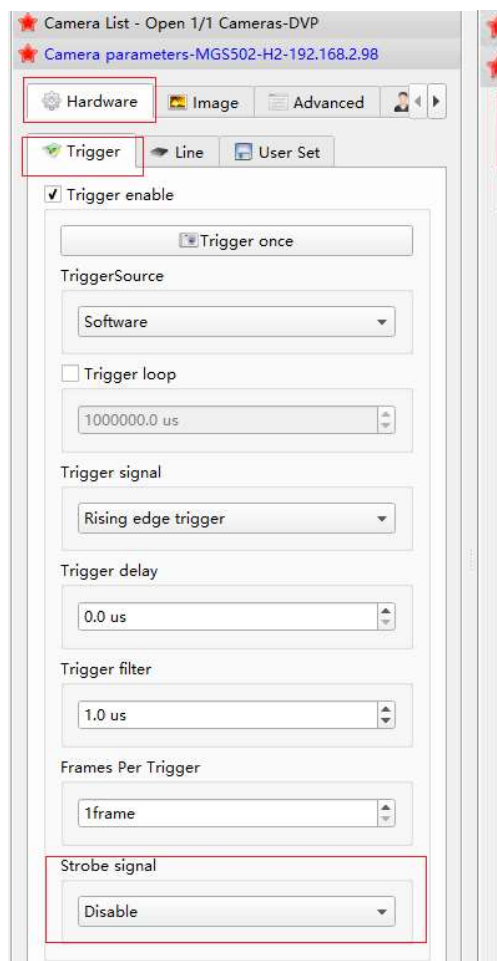 Camera List - Open 1/1 Cameras-DVP
Camera parameters-MGS502-H2-192.168.2.98
Hardware Image Advanced
Trigger Line User Set
Trigger enable
Trigger once
TriggerSource
Software
Trigger loop
1000000.0 us
Trigger signal
Rising edge trigger
Trigger delay
0.0 us
Trigger filter
1.0 us
Frames Per Trigger
1frame
Strobe signal
Disable